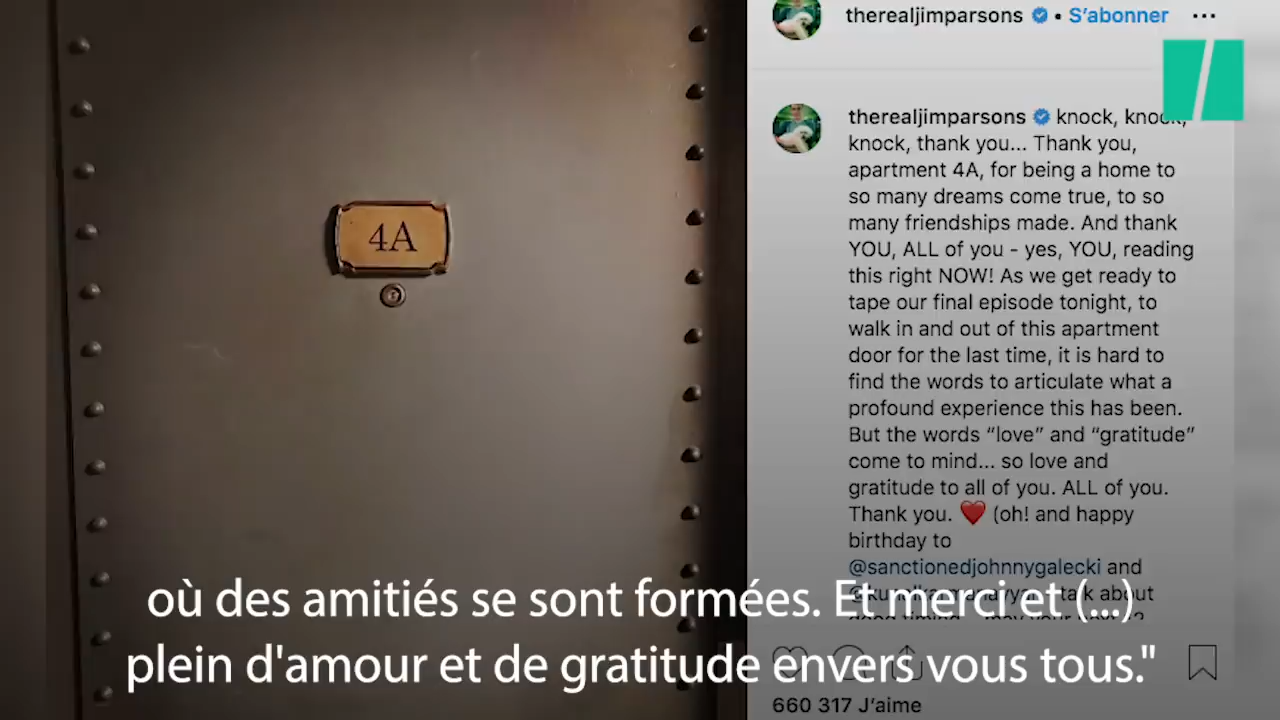 4A
therealjimparsons • S’abonner ...
therealjimparsons knock, knock,
knock, thank you... Thank you,
apartment 4A, for being a home to
so many dreams come true, to so
many friendships made. And thank
YOU, ALL of you - yes, YOU, reading
this right NOW! As we get ready to
tape our final episode tonight, to
walk in and out of this apartment
door for the last time, it is hard to
find the words to articulate what a
profound experience this has been.
But the words “love” and “gratitude”
come to mind... so love and
gratitude to all of you. ALL of you.
Thank you. ❤️ (oh! and happy
birthday to
@sanctionedjohnnygalecki and
talk about
où des amitiés se sont formées. Et merci et (...)
plein d'amour et de gratitude envers vous tous."
660 317 J’aime